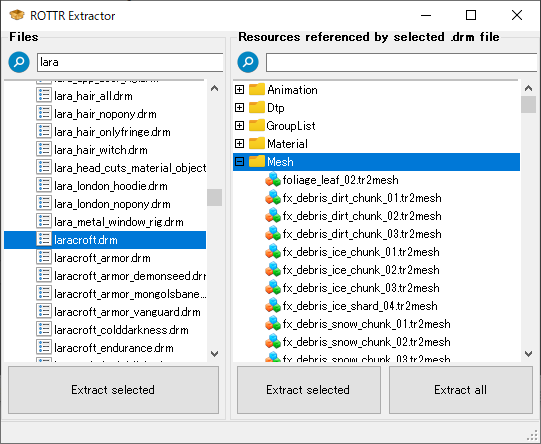 ROTTR Extractor
Files
lara
lara_hair_all.drm
lara_hair_nopony.drm
lara_hair_onlyfringe.drm
lara_hair_witch.drm
lara_head_cuts_material_object
lara_london_hoodie.drm
lara_london_nopony.drm
lara_metal_window_rig.drm
laracroft.drm
laracroft_armor.drm
laracroft_armor_demonseed.drm
laracroft_armor_mongolsbane...
laracroft_armor_vanguard.drm
laracroft_colddarkness.drm
laracroft_endurance.drm
Extract selected
Resources referenced by selected .drm file
Animation
Dtp
GroupList
Material
Mesh
foliage_leaf_02.tr2mesh
fx_debris_dirt_chunk_01.tr2mesh
fx_debris_dirt_chunk_02.tr2mesh
fx_debris_dirt_chunk_03.tr2mesh
fx_debris_ice_chunk_01.tr2mesh
fx_debris_ice_chunk_02.tr2mesh
fx_debris_ice_chunk_03.tr2mesh
fx_debris_ice_shard_04.tr2mesh
fx_debris_snow_chunk_01.tr2mesh
fx_debris_snow_chunk_02.tr2mesh
fx_debris_snow_chunk_03.tr2mesh
Extract selected
Extract all